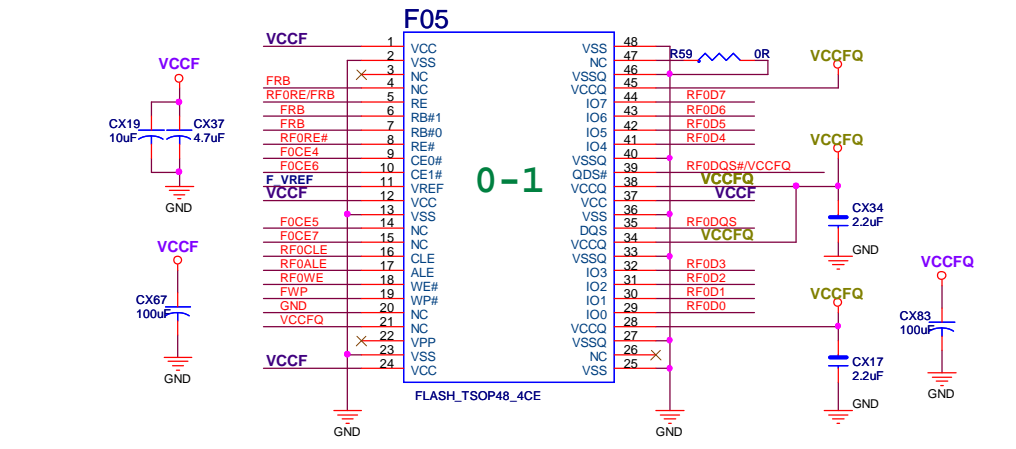 F05
VCCF 1 VCC VSS 48
2 VSS NC 47 R59 0R VCCFQ
3 NC VSSQ 46
FRB 4 NC VCCQ 45
RF0RE/FRB 5 RE IO7 44 RF0D7
FRB 6 RB#1 IO6 43 RF0D6
FRB 7 RB#0 IO5 42 RF0D5
RF0RE# 8 RE# IO4 41 RF0D4
F0CE4 9 CE0# VSSQ 40 VCCFQ
F0CE6 10 CE1# QDS# 39 RF0DQS#/VCCFQ
F_VREF 11 VREF VCCQ 38 VCCFQ
VCCF 12 VCC VCC 37 VCCF
13 VSS VSS 36
F0CE5 14 NC DQS 35 RF0DQS
F0CE7 15 NC VCCQ 34 VCCFQ
RF0CLE 16 CLE VSSQ 33
RF0ALE 17 ALE IO3 32 RF0D3
RF0WE 18 WE# IO2 31 RF0D2
FWP 19 WP# IO1 30 RF0D1
GND 20 NC IO0 29 RF0D0
VCCFQ 21 NC VCCQ 28
22 VPP VSSQ 27
23 VSS NC 26
VCCF 24 VCC VSS 25
0-1
FLASH_TSOP48_4CE
GND
GND
VCCF
CX19
10uF
CX37
4.7uF
GND
VCCF
CX67
100uF
GND
CX34
2.2uF
GND
VCCFQ
CX17
2.2uF
GND
VCCFQ
CX83
100uF
GND